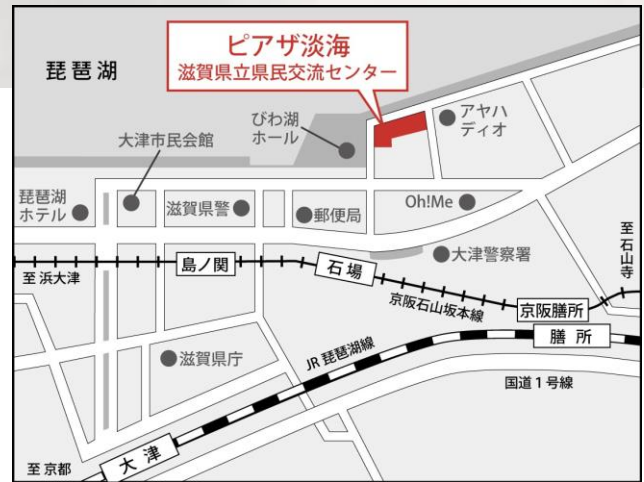 ピアザ淡海
滋賀県立県民交流センター
琵琶湖
びわ湖
ホール
アヤハ
ディオ
大津市民会館
琵琶湖
ホテル
滋賀県警
郵便局
Oh!Me
大津警察署
至石山寺
至浜大津
島ノ関
石場
京阪石山坂本線
京阪膳所
膳所
滋賀県庁
JR琵琶湖線
国道1号線
大津
至京都